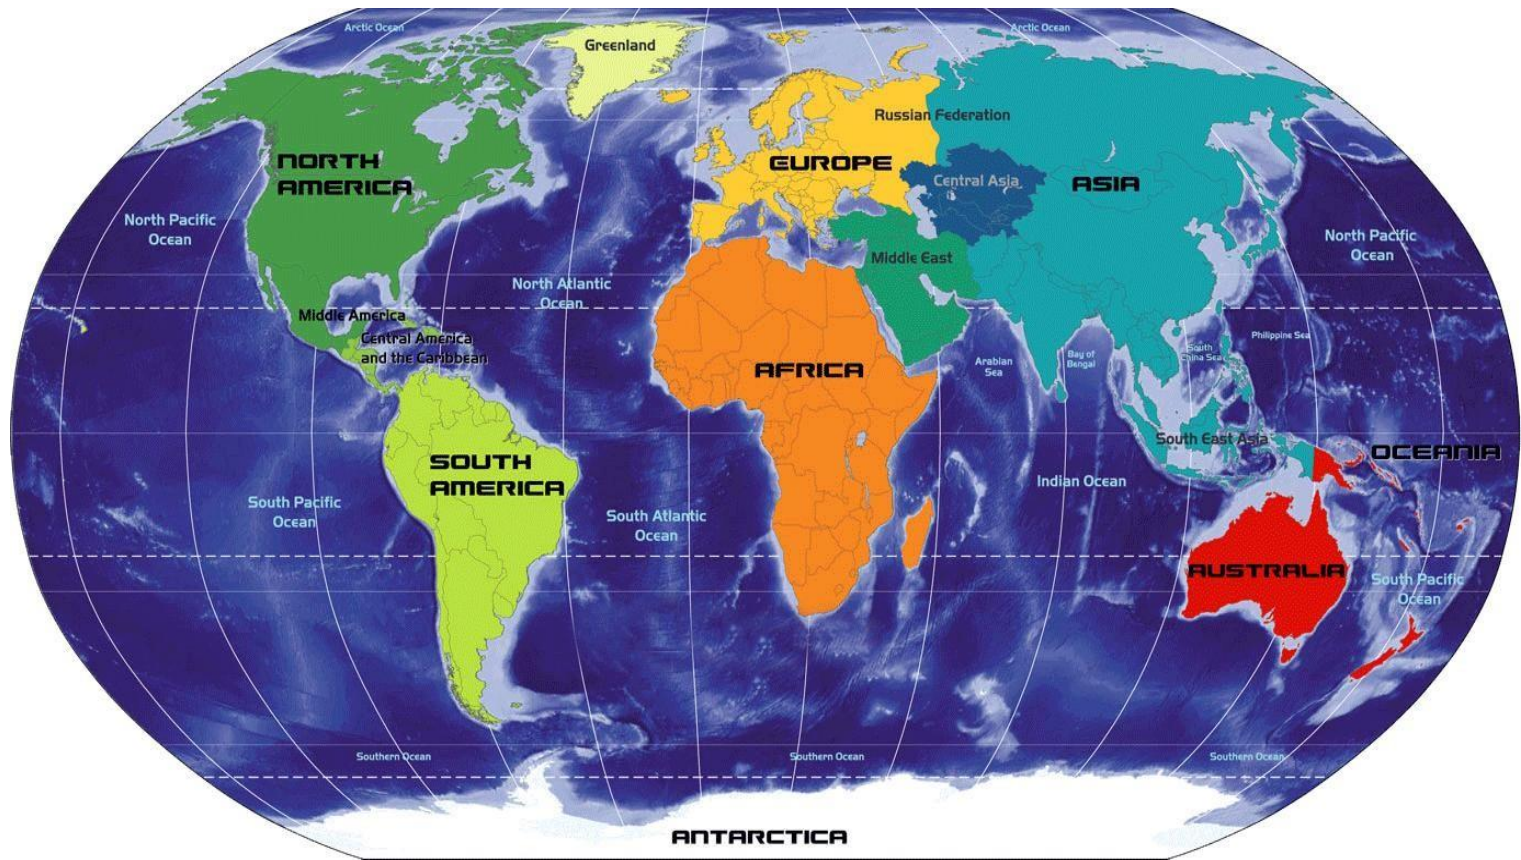 Arctic Ocean
Arctic Ocean
Greenland
Russian Federation
NORTH
AMERICA
EUROPE
Central Asia
ASIA
North Pacific
Ocean
North Pacific
Ocean
Middle East
North Atlantic
Ocean
Middle America
Central America
and the Caribbean
Philippine Sea
South
China Sea
Bay of
Bengal
Arabian
Sea
AFRICA
South East Asia
OCEANIA
SOUTH
AMERICA
Indian Ocean
South Pacific
Ocean
South Atlantic
Ocean
AUSTRALIA
South Pacific
Ocean
Southern Ocean
Southern Ocean
Southern Ocean
ANTARCTICA